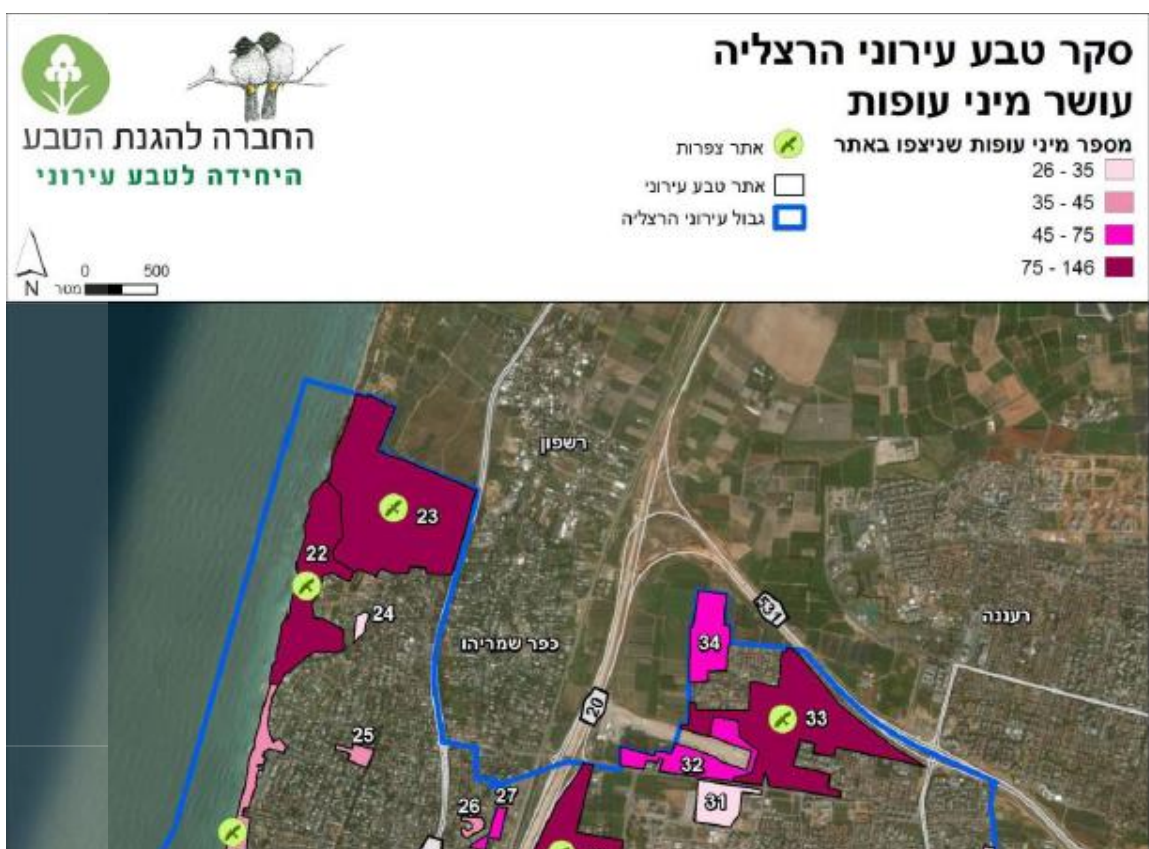 סקר טבע עירוני הרצליה
עושר מיני עופות
מספר מיני עופות שניצפו באתר
26 - 35
35 - 45
45 - 75
75 - 146
אתר צפרות
אתר טבע עירוני
גבול עירוני הרצליה
החברה להגנת הטבע
היחידה לטבע עירוני
0 500
מטר
N
רשפון
23
22
24
531
רעננה
כפר שמריהו
34
20
33
25
32
31
27
26